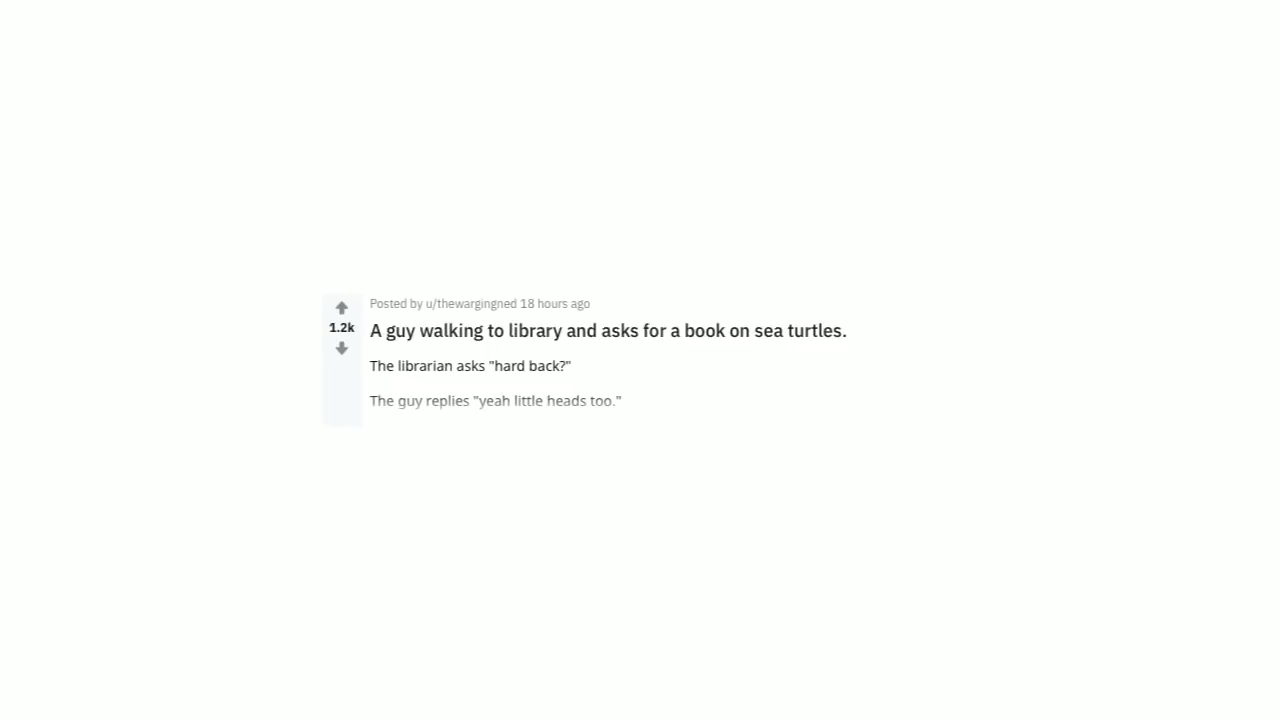 Posted by u/thewargingned 18 hours ago
1.2k
A guy walking to library and asks for a book on sea turtles.
The librarian asks "hard back?"
The guy replies "yeah little heads too."